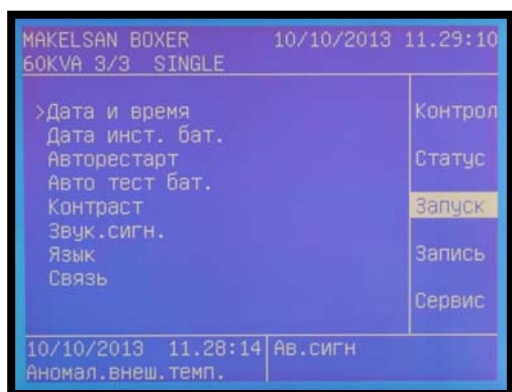 MAKELSAN BOXER 10/10/2013 11.29:10
60KVA 3/3 SINGLE
>Дата и время
Дата инст. бат.
Авторестарт
Авто тест бат.
Контраст
Звук.сигн.
Язык
Связь
Контрол
Статус
Запуск
Запись
Сервис
10/10/2013 11.28:14 Ав.сигн
Аномал.внеш.темп.